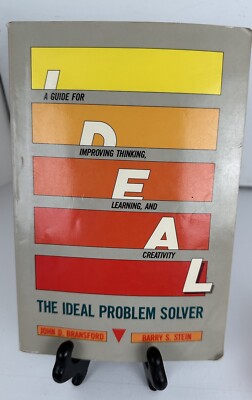 I
A GUIDE FOR
D
IMPROVING THINKING,
E
LEARNING, AND
A
CREATIVITY
L
THE IDEAL PROBLEM SOLVER
JOHN D. BRANSFORD BARRY S. STEIN